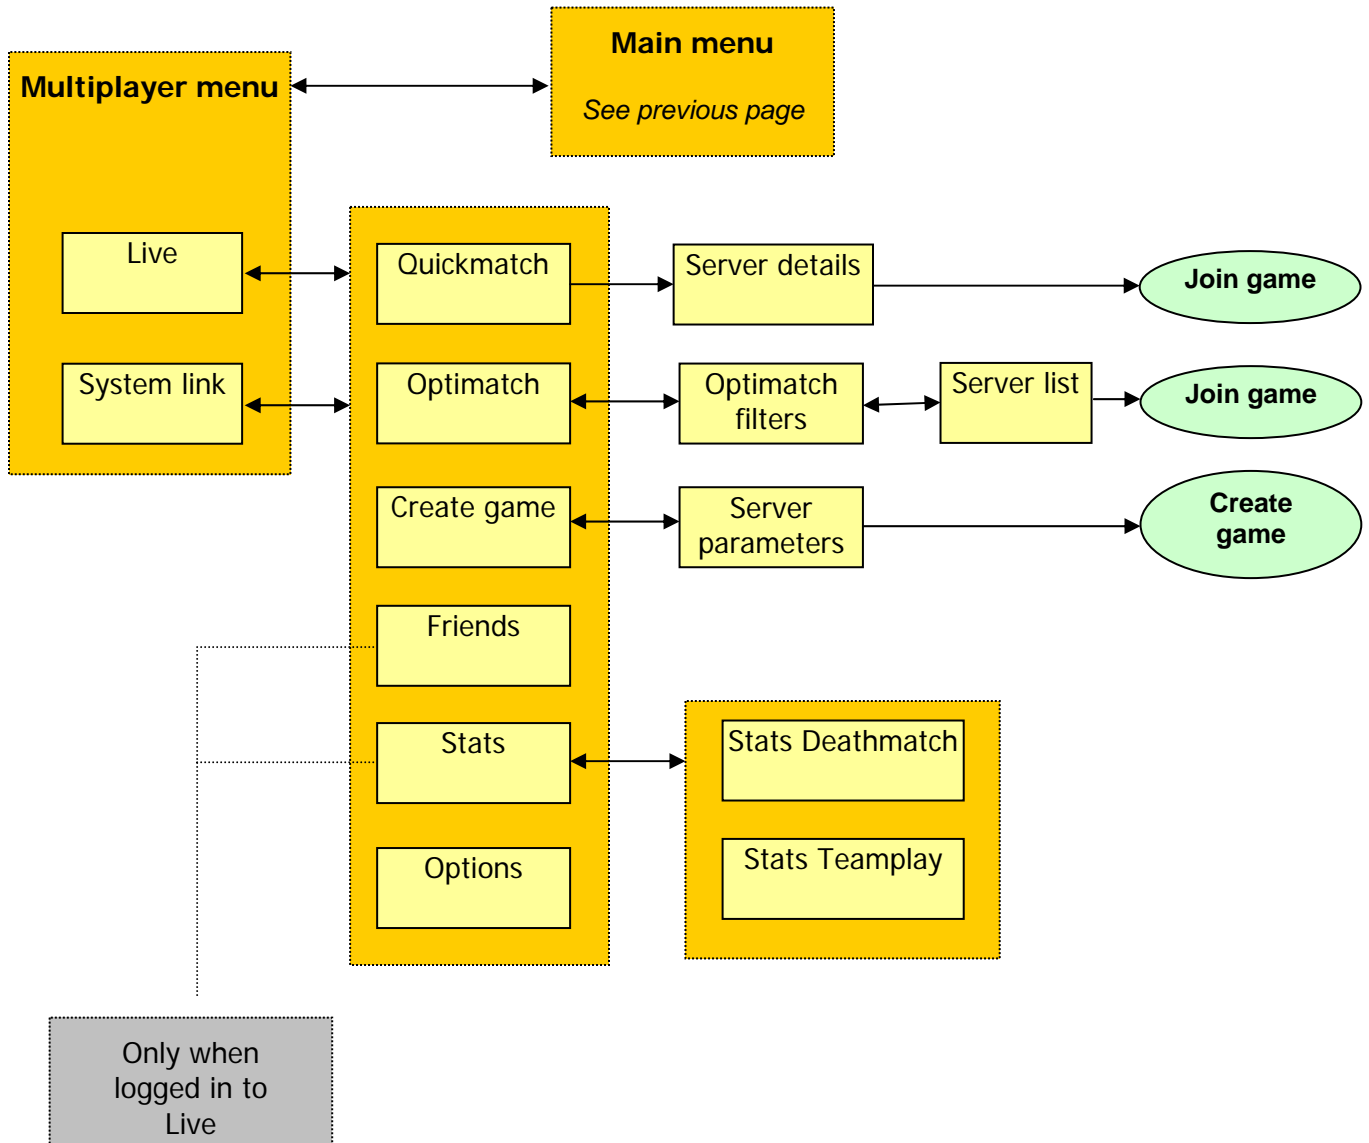 Main menu
See previous page
Multiplayer menu
Live
System link
Quickmatch
Server details
Join game
Optimatch
Optimatch
filters
Server list
Join game
Create game
Server
parameters
Create
game
Friends
Stats
Stats Deathmatch
Stats Teamplay
Options
Only when
logged in to
Live